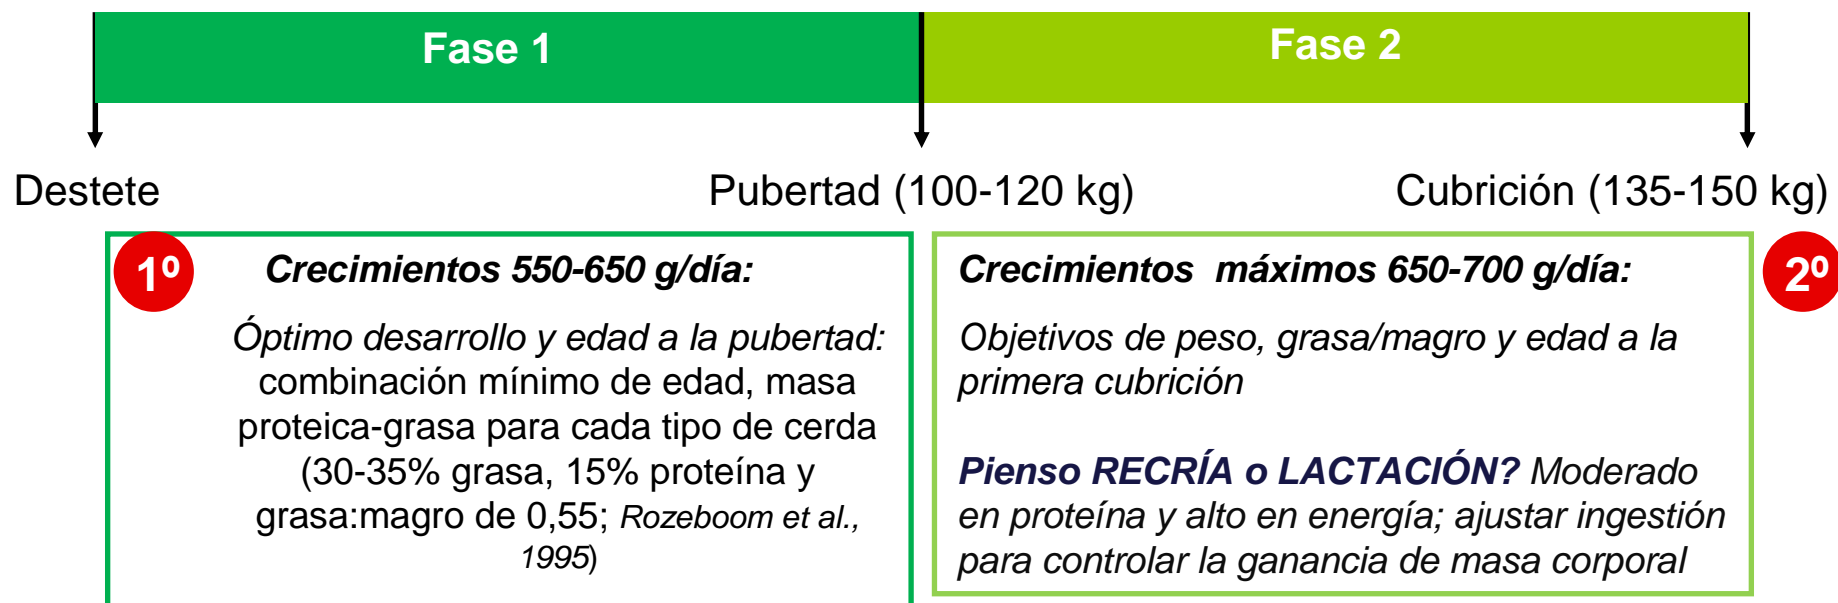 Fase 1
Fase 2
Destete
Pubertad (100-120 kg)
Cubrición (135-150 kg)
1º
Crecimientos 550-650 g/día:
Óptimo desarrollo y edad a la pubertad:
combinación mínimo de edad, masa
proteica-grasa para cada tipo de cerda
(30-35% grasa, 15% proteína y
grasa:magro de 0,55; Rozeboom et al.,
1995)
Crecimientos máximos 650-700 g/día:
2º
Objetivos de peso, grasa/magro y edad a la
primera cubrición
Pienso RECRÍA o LACTACIÓN? Moderado
en proteína y alto en energía; ajustar ingestión
para controlar la ganancia de masa corporal